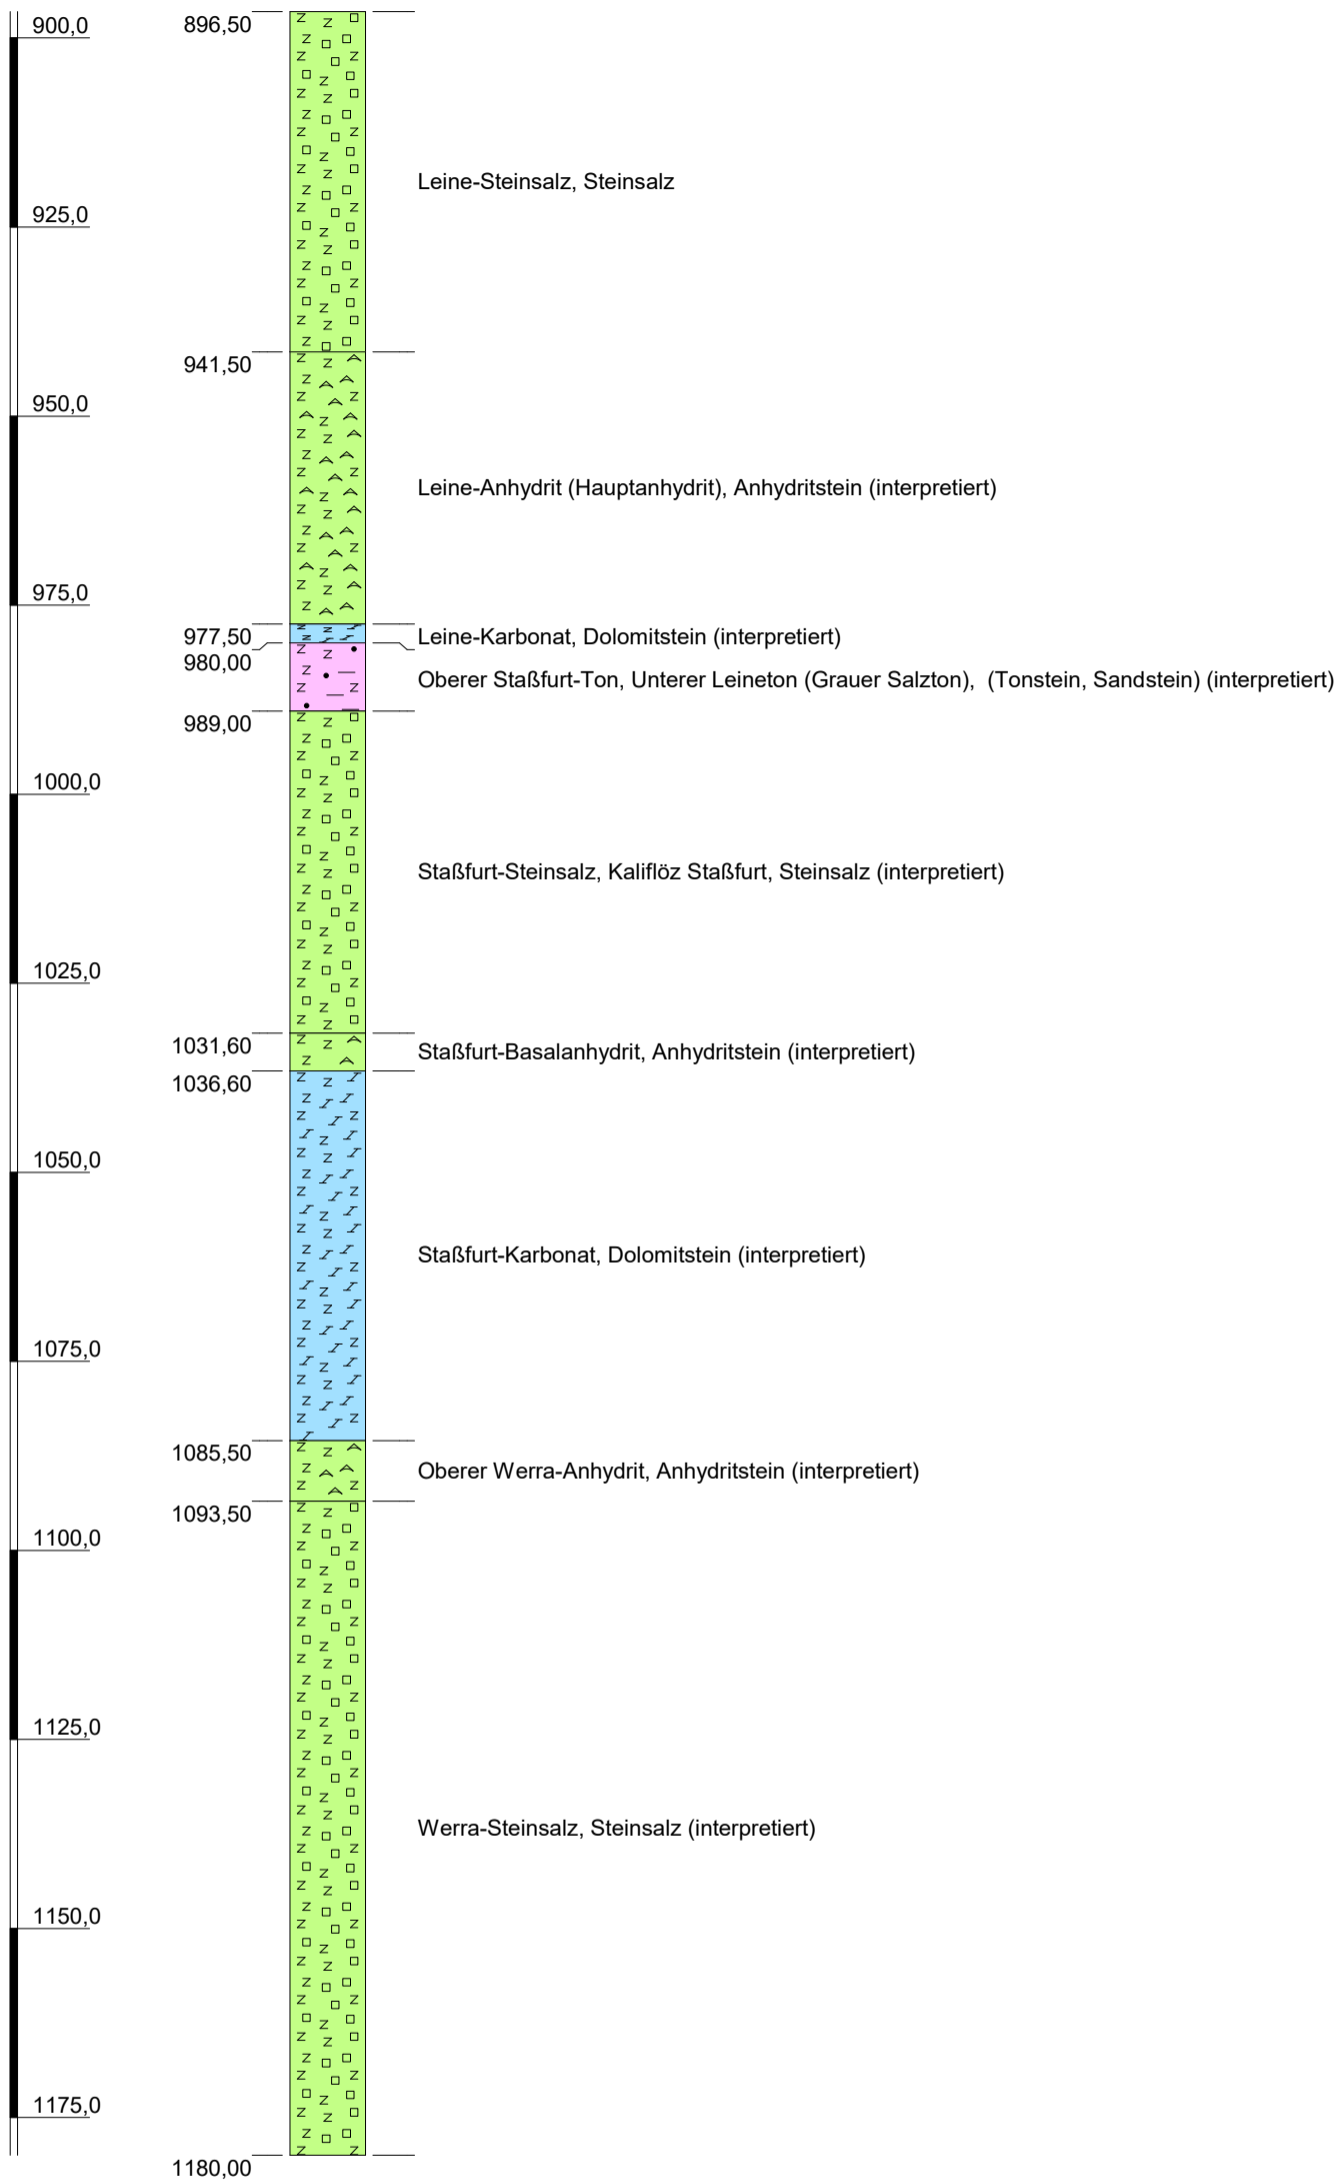 896,50
900,0
Leine-Steinsalz, Steinsalz
925,0
941,50
950,0
Leine-Anhydrit (Hauptanhydrit), Anhydritstein (interpretiert)
975,0
977,50
Leine-Karbonat, Dolomitstein (interpretiert)
980,00
Oberer Staßfurt-Ton, Unterer Leineton (Grauer Salzton),  (Tonstein, Sandstein) (interpretiert)
989,00
1000,0
Staßfurt-Steinsalz, Kaliflöz Staßfurt, Steinsalz (interpretiert)
1025,0
1031,60
Staßfurt-Basalanhydrit, Anhydritstein (interpretiert)
1036,60
1050,0
Staßfurt-Karbonat, Dolomitstein (interpretiert)
1075,0
1085,50
Oberer Werra-Anhydrit, Anhydritstein (interpretiert)
1093,50
1100,0
1125,0
Werra-Steinsalz, Steinsalz (interpretiert)
1150,0
1175,0
1180,00